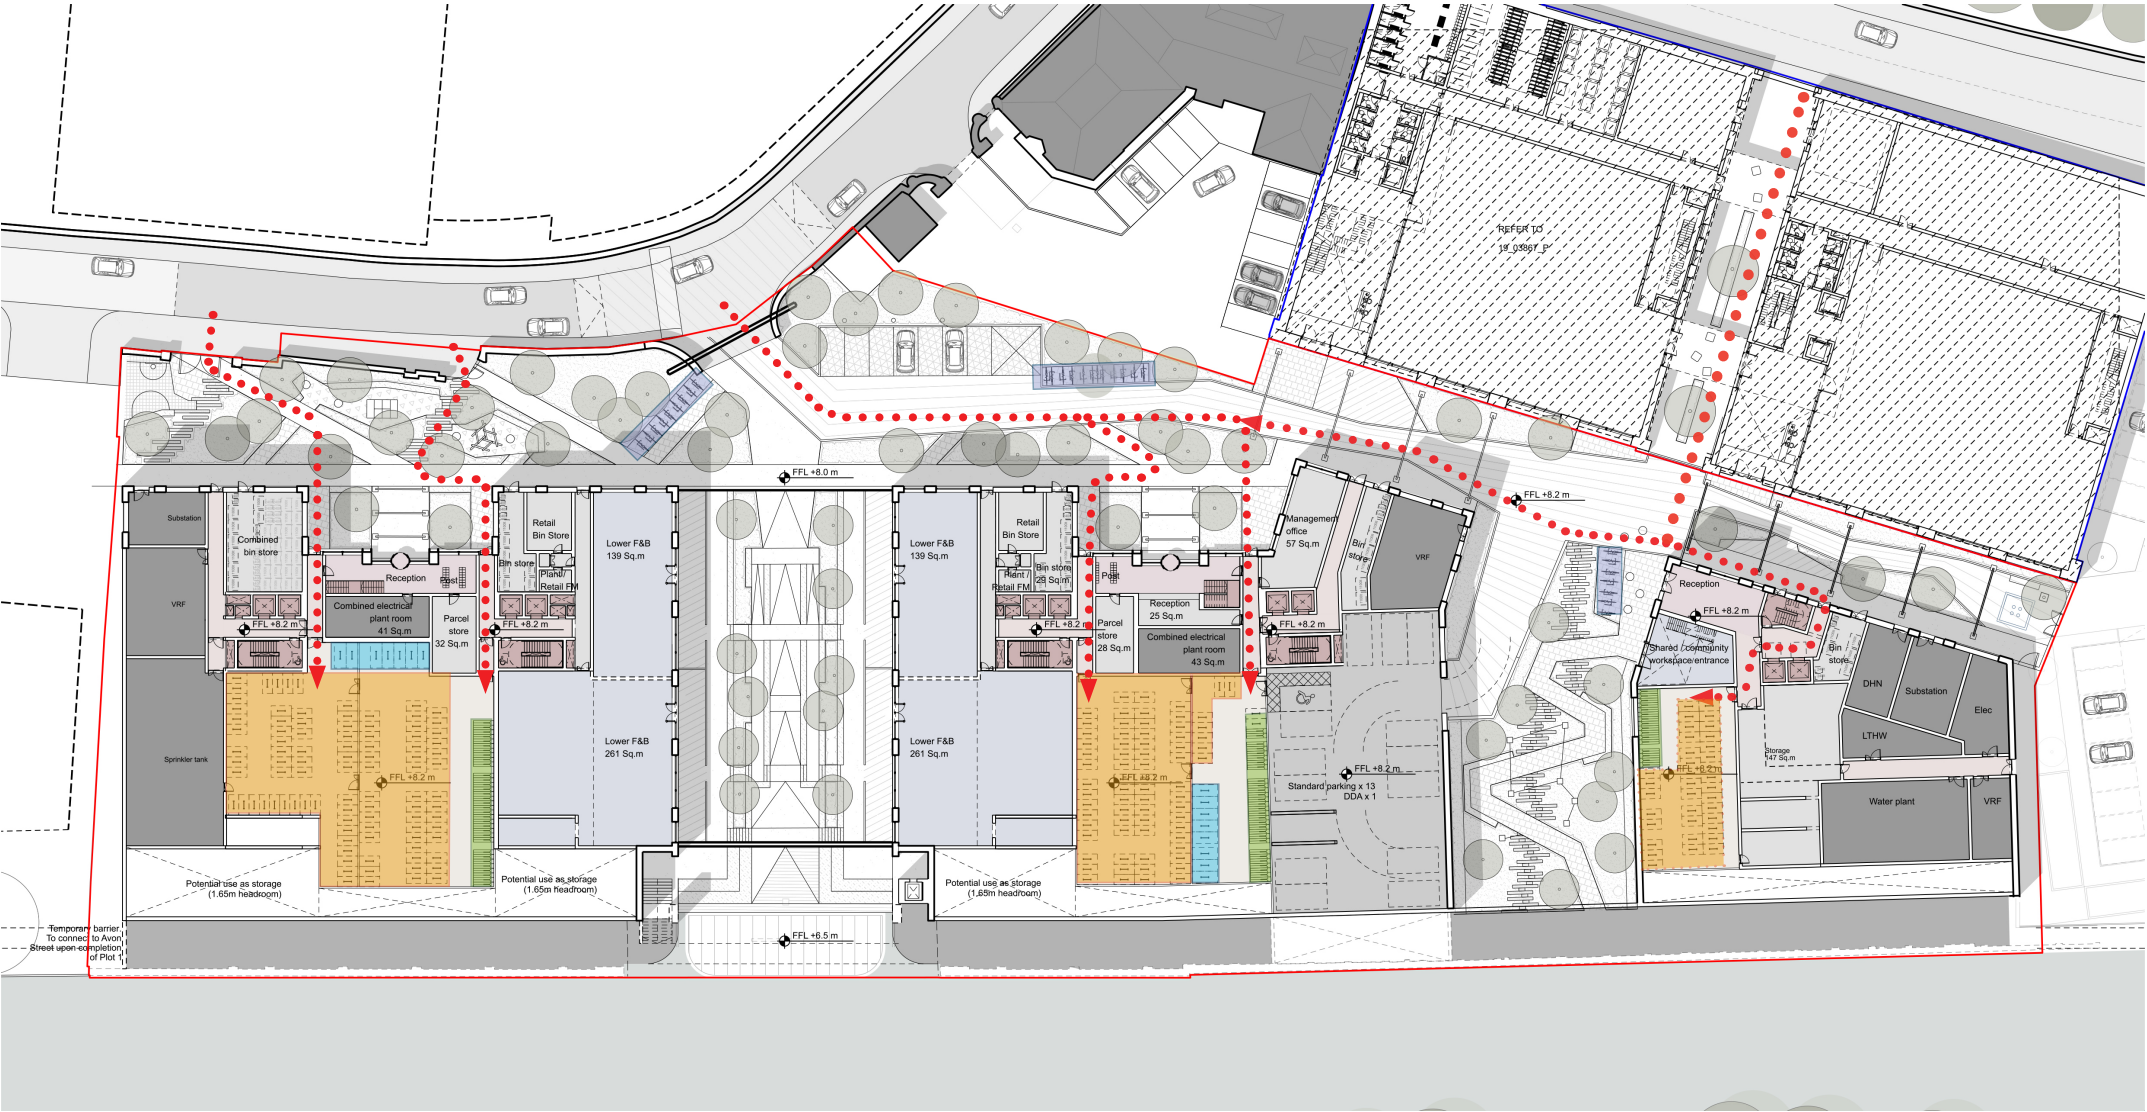 REFER TO
19_03867_P
FFL +8.0 m
FFL +8.2 m
Substation
Combined
bin store
VRF
FFL +8.2 m
Sprinkler tank
Reception
Post
Combined electrical
plant room
41 Sq.m
Parcel
store
32 Sq.m
FFL +8.2 m
Retail
Bin Store
Bin store
Plant/
Retail FM
FFL +8.2 m
Lower F&B
139 Sq.m
Lower F&B
261 Sq.m
Lower F&B
139 Sq.m
Lower F&B
261 Sq.m
Retail
Bin Store
Bin store
29 Sq.m
Plant /
Retail FM
FFL +8.2 m
Post
Reception
25 Sq.m
Parcel
store
28 Sq.m
Combined electrical
plant room
43 Sq.m
FFL +8.2 m
Management
office
57 Sq.m
Bin
store
VRF
FFL +8.2 m
FFL +8.2 m
Standard parking x 13
DDA x 1
Reception
FFL +8.2 m
Shared / community
workspace/entrance
Bin
store
DHN
Substation
Elec
LTHW
Storage
147 Sq.m
FFL +8.2 m
Water plant
VRF
Potential use as storage
(1.65m headroom)
Potential use as storage
(1.65m headroom)
Potential use as storage
(1.65m headroom)
FFL +6.5 m
Temporary barrier.
To connect to Avon
Street upon completion
of Plot 1